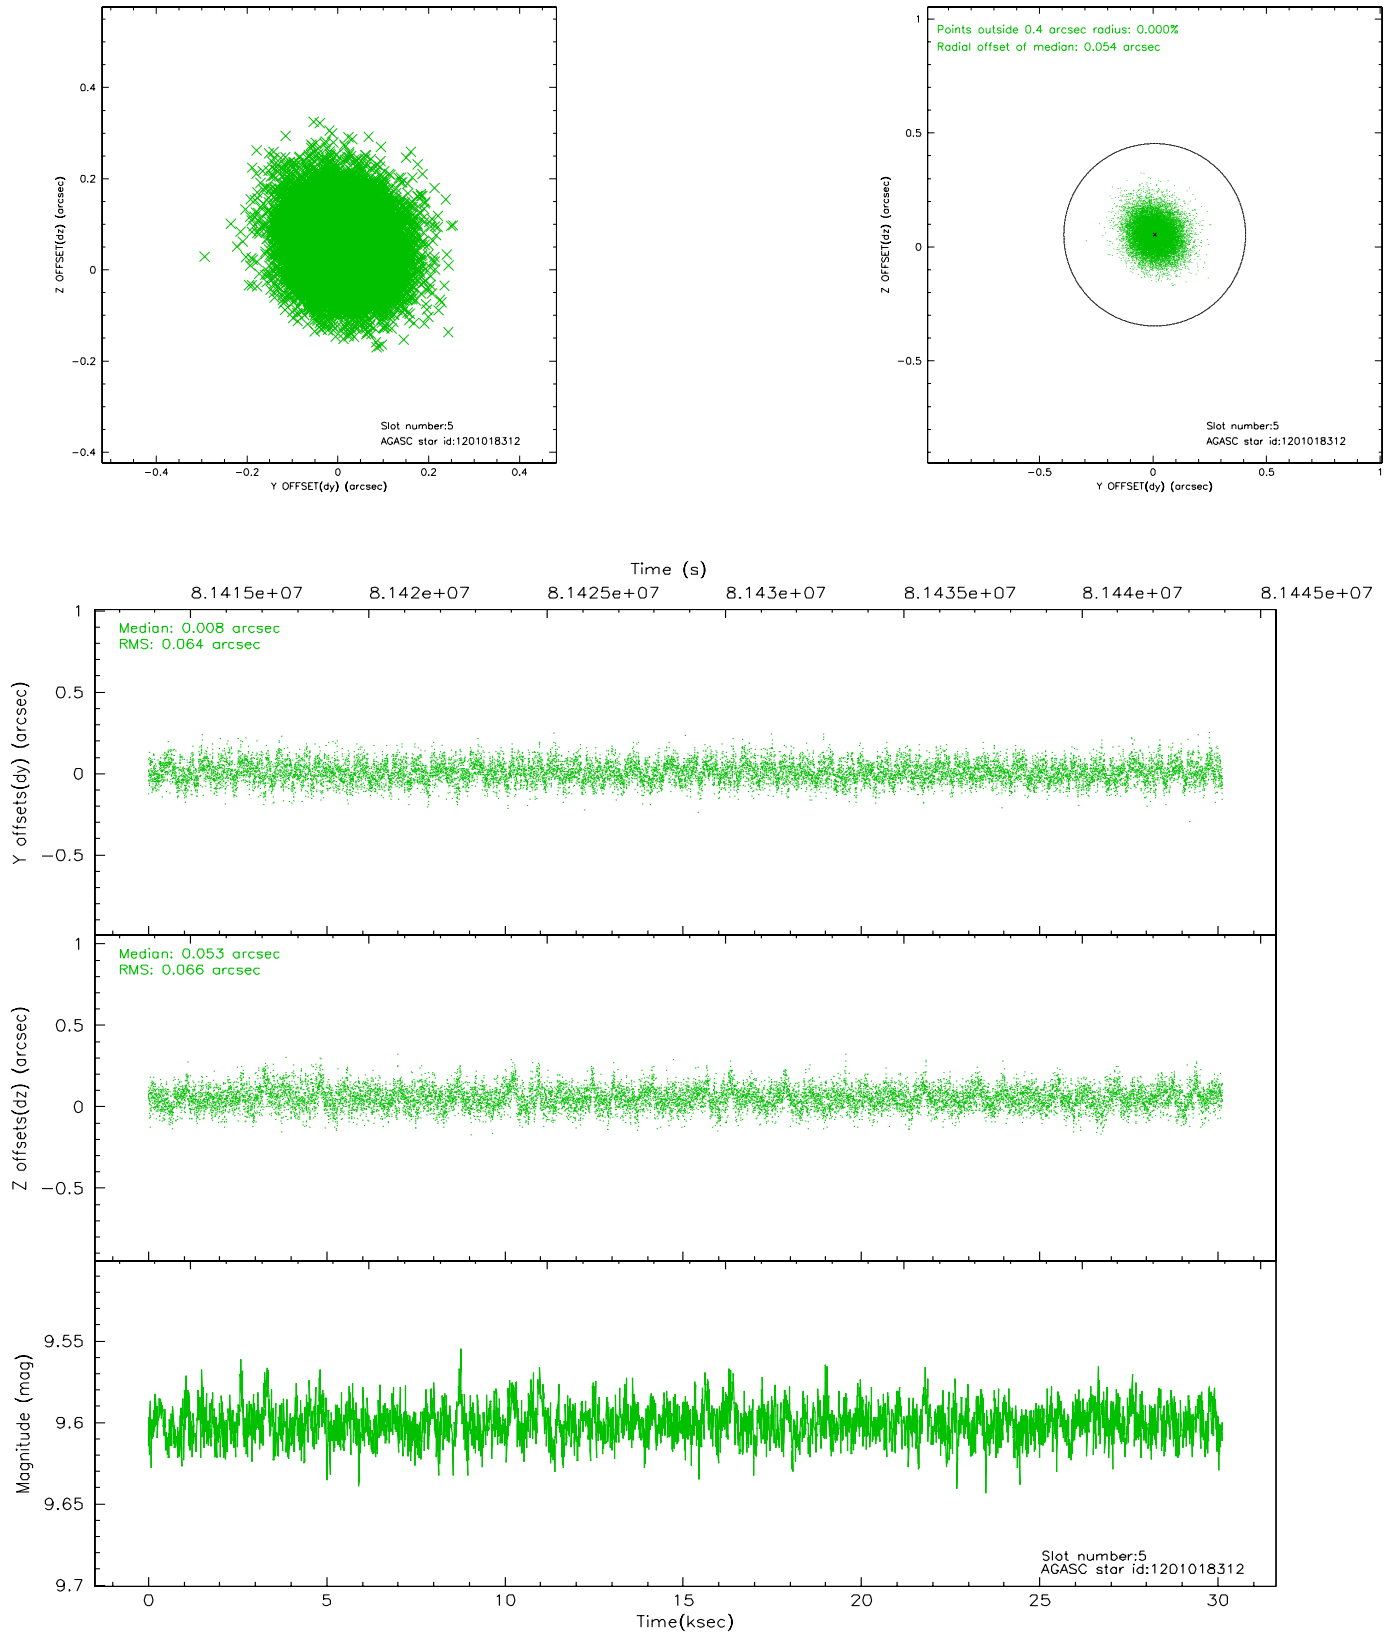 0.4
0.2
0
-0.2
-0.4
Z OFFSET(dz) (arcsec)
Slot number:5
AGASC star id:1201018312
-0.4 -0.2 0 0.2 0.4
Y OFFSET(dy) (arcsec)
Points outside 0.4 arcsec radius: 0.000%
Radial offset of median: 0.054 arcsec
1
0.5
0
-0.5
Z OFFSET(dz) (arcsec)
Slot number:5
AGASC star id:1201018312
-0.5 0 0.5 1
Y OFFSET(dy) (arcsec)
Time (s)
8.1415e+07 8.142e+07 8.1425e+07 8.143e+07 8.1435e+07 8.144e+07 8.1445e+07
Median: 0.008 arcsec
RMS: 0.064 arcsec
1
0.5
0
-0.5
Y offsets(dy) (arcsec)
Median: 0.053 arcsec
RMS: 0.066 arcsec
1
0.5
0
-0.5
Z offsets(dz) (arcsec)
9.55
9.6
9.65
9.7
Magnitude (mag)
Slot number:5
AGASC star id:1201018312
0 5 10 15 20 25 30
Time(ksec)